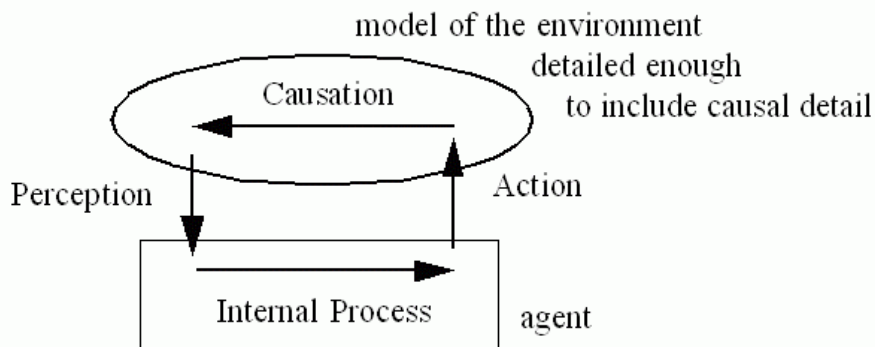 model of the environment
detailed enough
to include causal detail
Causation
Perception
Action
Internal Process
agent